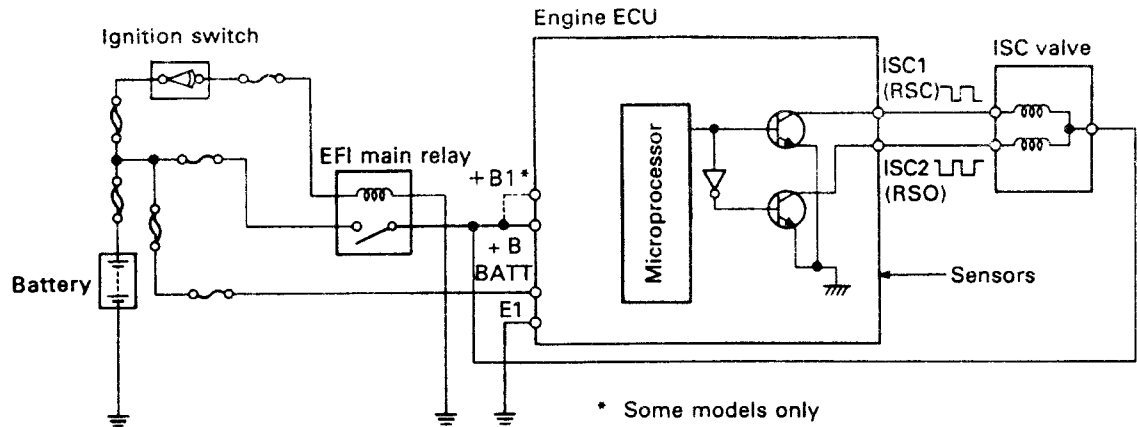 Engine ECU
Ignition switch
ISC valve
ISC1
(RSC)
EFI main relay
+ B1*
Microprocessor
ISC2
(RSO)
+ B
BATT
Battery
Sensors
E1
* Some models only